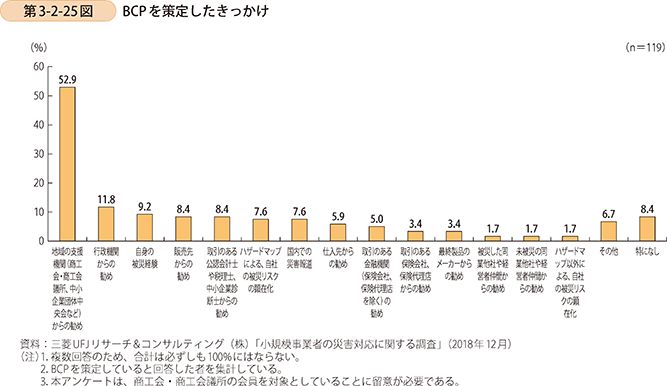 第3-2-25図
BCPを策定したきっかけ
(%)
(n=119)
60
50
40
30
20
10
0
52.9
11.8
9.2
8.4
8.4
7.6
7.6
5.9
5.0
3.4
3.4
1.7
1.7
1.7
6.7
8.4
地域の支援
機関(商工
会・商工会
議所、中小
企業団体中
央会など)
からの勧め
行政機関
からの
勧め
自身の
被災経験
販売先
からの
勧め
取引のある
公認会計士
や税理士、
中小企業診
断士からの
勧め
ハザードマップ
による、自社
の被災リスク
の顕在化
国内での
災害報道
仕入先から
の勧め
取引のある
金融機関
(保険会社、
保険代理店
を除く)の勧
め
取引のある
保険会社、
保険代理店
からの勧め
最終製品の
メーカーから
の勧め
被災した同
業他社や経
営者仲間か
らの勧め
未被災の同
業他社や経
営者仲間か
らの勧め
ハザードマッ
プ以外によ
る、自社の被
災リスクの顕
在化
その他
特になし
資料:三菱UFJリサーチ&コンサルティング(株)「小規模事業者の災害対応に関する調査」(2018年12月)
(注)1. 複数回答のため、合計は必ずしも100%にはならない。
2. BCPを策定していると回答した者を集計している。
3. 本アンケートは、商工会・商工会議所の会員を対象としていることに留意が必要である。